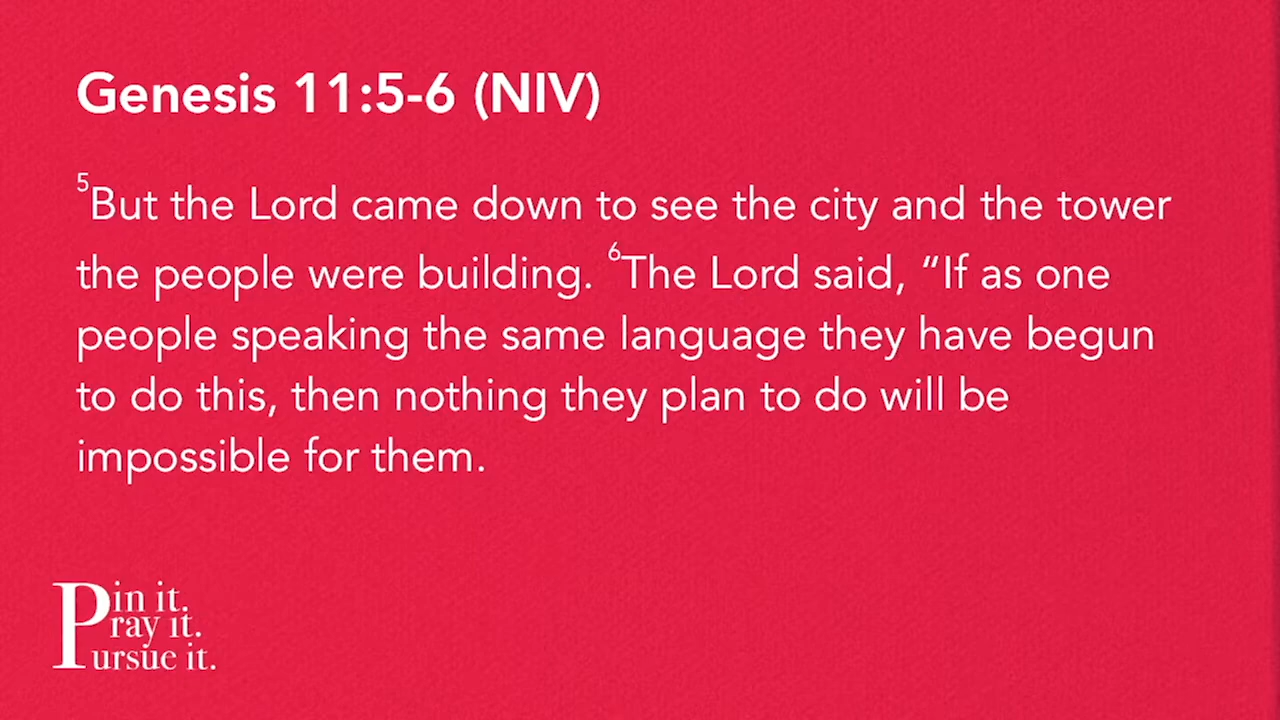 Genesis 11:5-6 (NIV)
5But the Lord came down to see the city and the tower
the people were building. 6The Lord said, “If as one
people speaking the same language they have begun
to do this, then nothing they plan to do will be
impossible for them.
Pin it.
Pray it.
Pursue it.